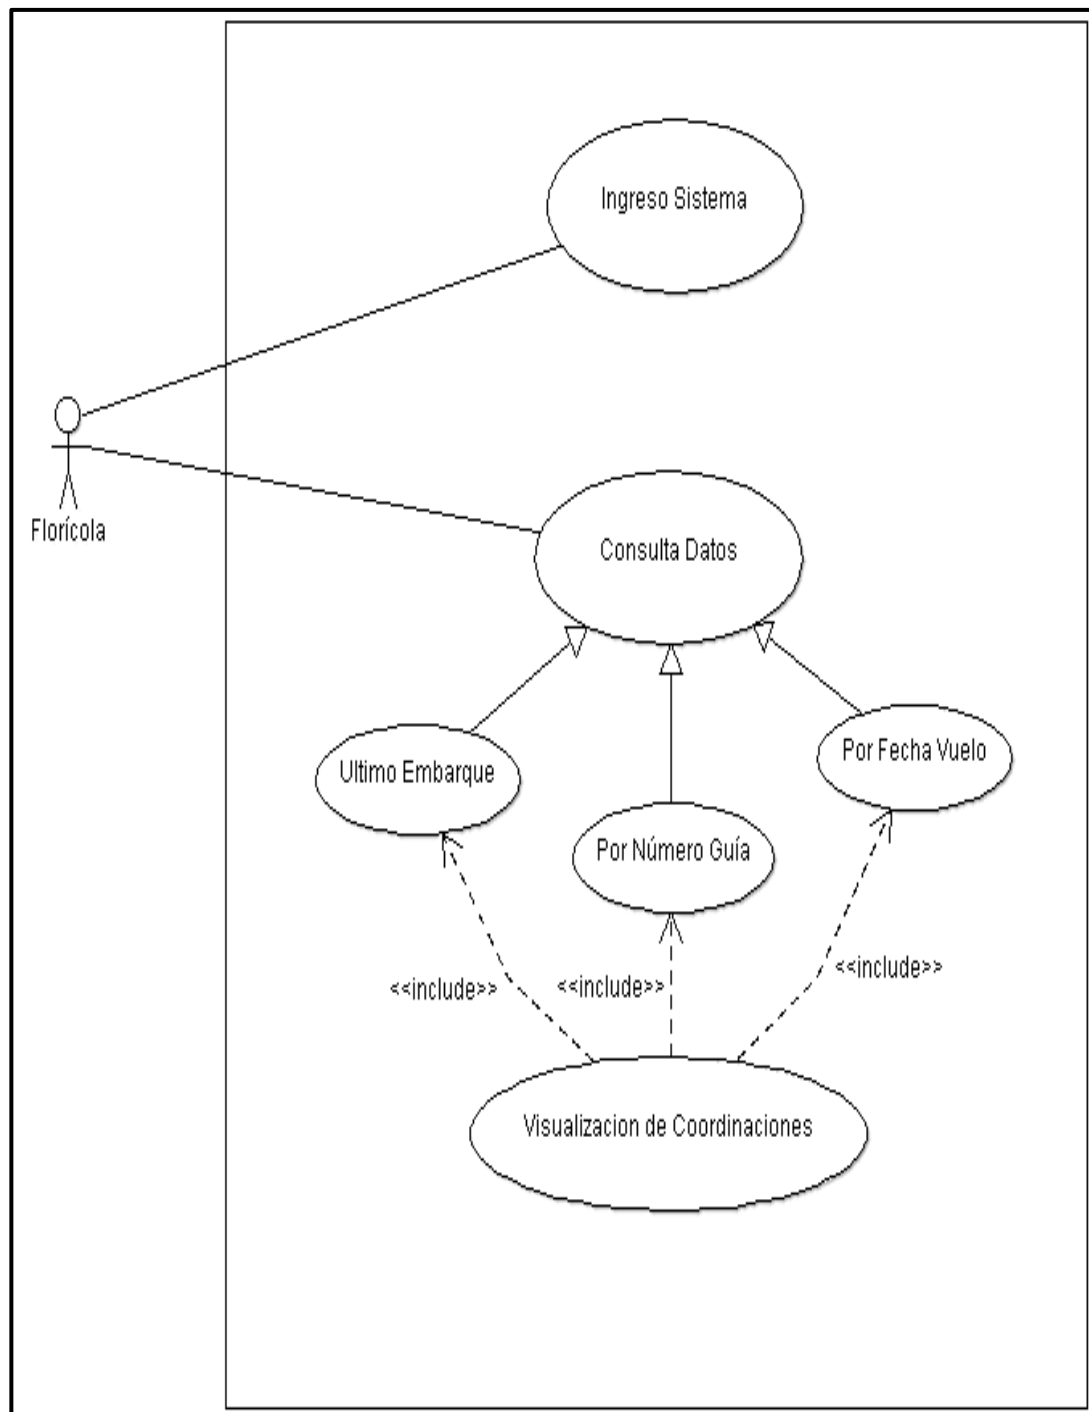 Ingreso Sistema
Florícola
Consulta Datos
Ultimo Embarque
Por Fecha Vuelo
Por Número Guía
<<include>>
<<include>>
<<include>>
Visualizacion de Coordinaciones